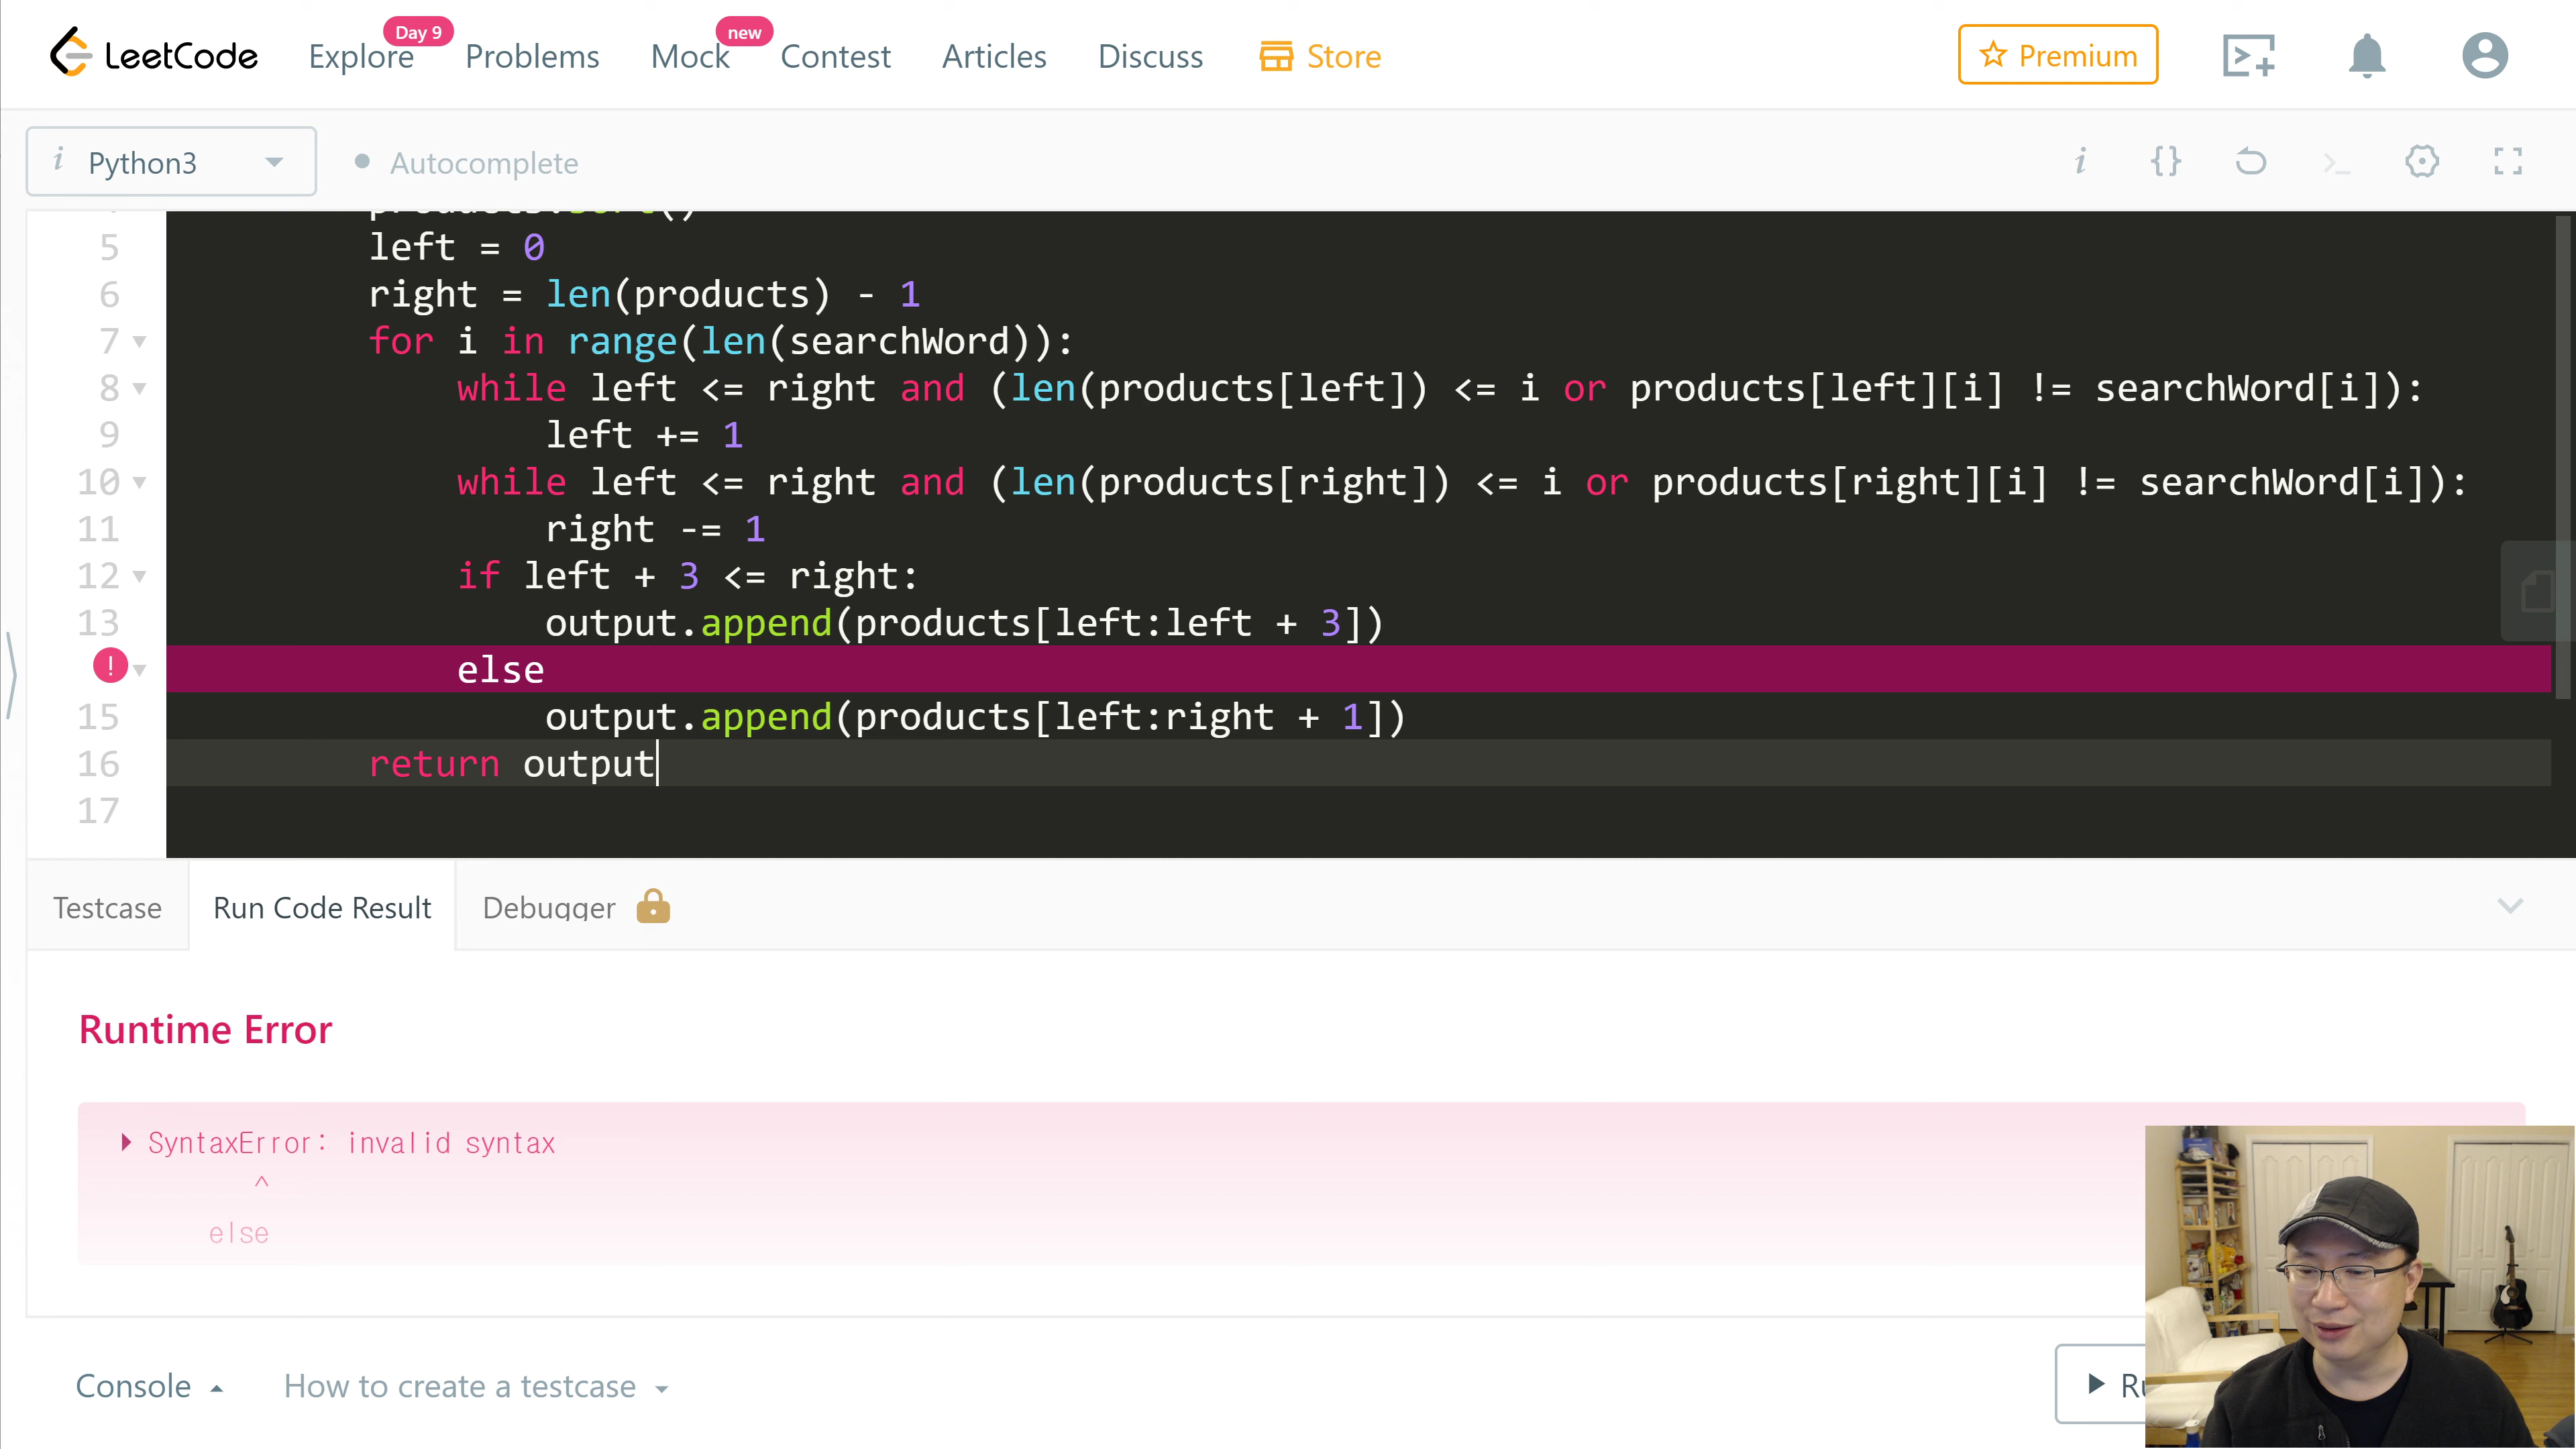 LeetCode Explore Day 9 Problems Mock new Contest Articles Discuss Store Premium
Python3 Autocomplete
products.sort()
5 left = 0
6 right = len(products) - 1
7 for i in range(len(searchWord)):
8 while left <= right and (len(products[left]) <= i or products[left][i] != searchWord[i]):
9 left += 1
10 while left <= right and (len(products[right]) <= i or products[right][i] != searchWord[i]):
11 right -= 1
12 if left + 3 <= right:
13 output.append(products[left:left + 3])
else
15 output.append(products[left:right + 1])
16 return output
17
Testcase Run Code Result Debugger
Runtime Error
SyntaxError: invalid syntax
^
else
Console How to create a testcase